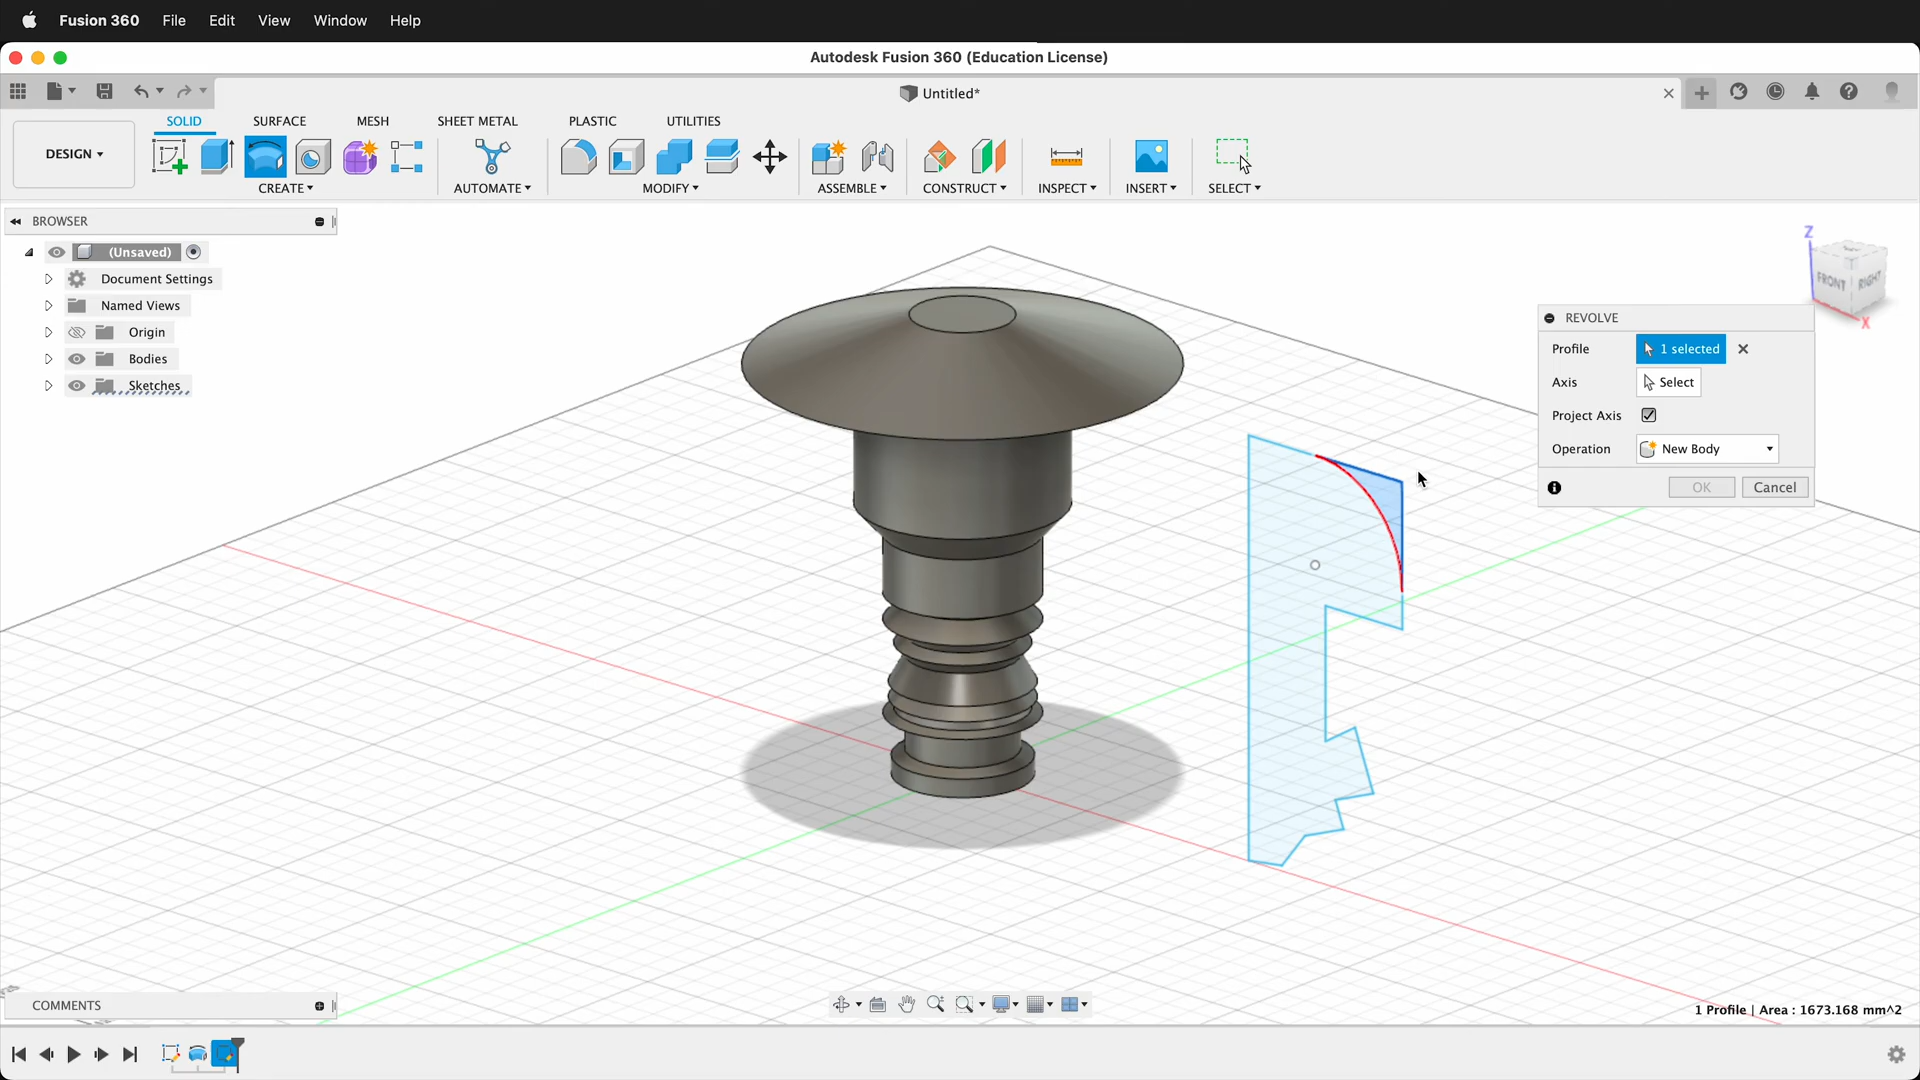 Fusion 360 File Edit View Window Help
Autodesk Fusion 360 (Education License)
Untitled*
SOLID SURFACE MESH SHEET METAL PLASTIC UTILITIES
DESIGN
CREATE AUTOMATE MODIFY ASSEMBLE CONSTRUCT INSPECT INSERT SELECT
BROWSER
(Unsaved)
Document Settings
Named Views
Origin
Bodies
Sketches
Z
FRONT RIGHT
X
REVOLVE
Profile 1 selected
Axis Select
Project Axis
Operation New Body
OK Cancel
COMMENTS
1 Profile | Area : 1673.168 mm^2